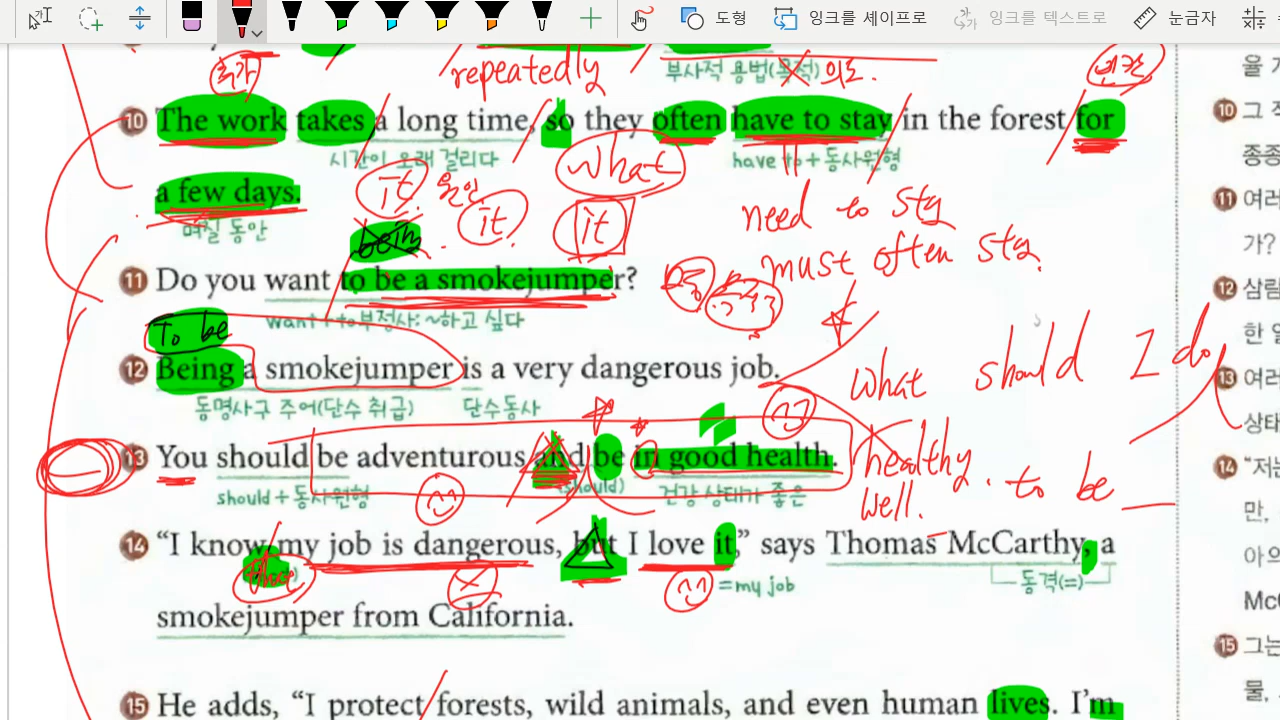 도형 잉크를 셰이프로 잉크를 텍스트로 눈금자
repeatedly 부사적 용법(목적) 의도. 빈칸
⑩ The work takes a long time, so they often have to stay in the forest for
시간이 오래 걸리다 what have to + 동사원형
a few days. it it it need to stay
며칠 동안 being must often stay.
⑪ Do you want to be a smokejumper?
want + to부정사: ~하고 싶다
To be
⑫ Being a smokejumper is a very dangerous job.
동명사구 주어(단수 취급) 단수동사
what should I do
⑬ You should be adventurous and be in good health. healthy. to be
should + 동사원형 (should) 건강 상태가 좋은 well.
⑭ “I know my job is dangerous, but I love it,” says Thomas McCarthy, a
=my job 동격(=)
smokejumper from California.
⑮ He adds, “I protect forests, wild animals, and even human lives. I’m
울
⑩ 그
종종
⑪ 여러
가?
⑫ 삼림
한
⑬ 여러
상태
⑭ “저는
만,
아의
McC
⑮ 그는
물,